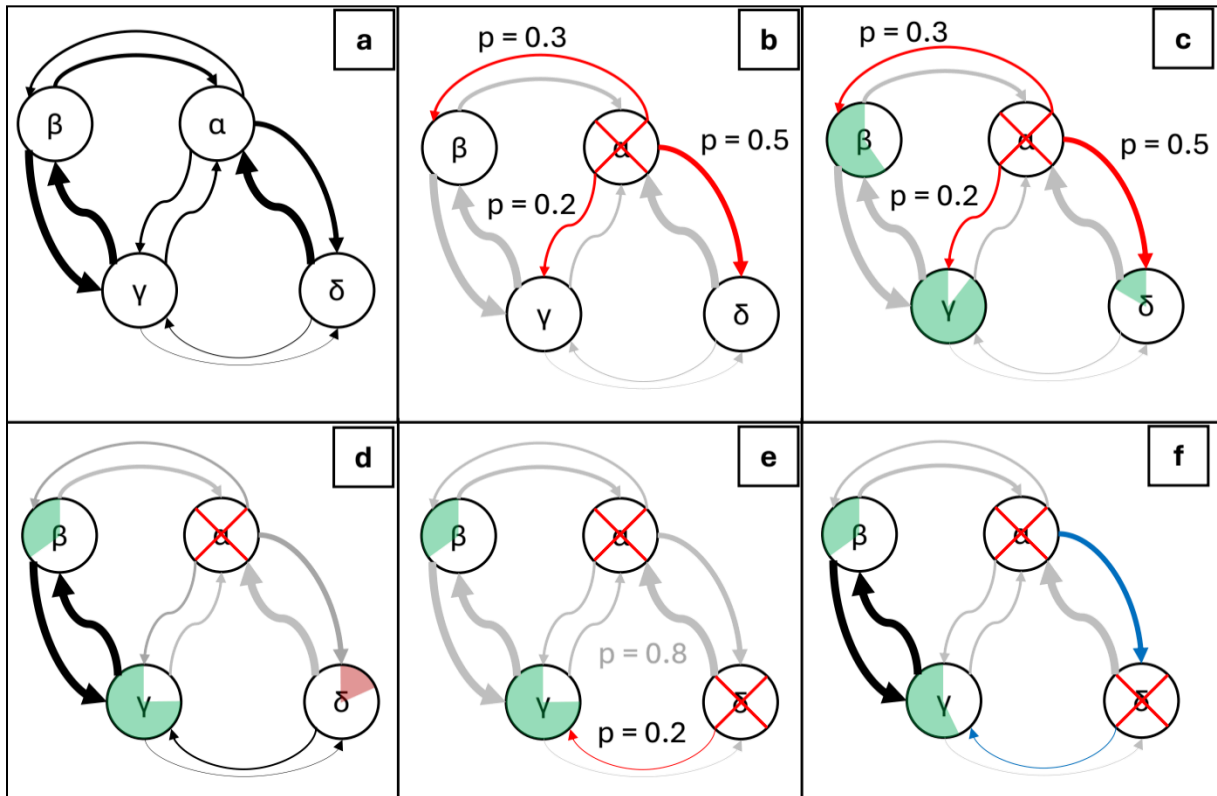 a
β
α
γ
δ
b
p = 0.3
β
α
p = 0.5
p = 0.2
γ
δ
c
p = 0.3
β
α
p = 0.5
p = 0.2
γ
δ
d
β
α
γ
δ
e
β
α
p = 0.8
γ
δ
p = 0.2
f
β
α
γ
δ